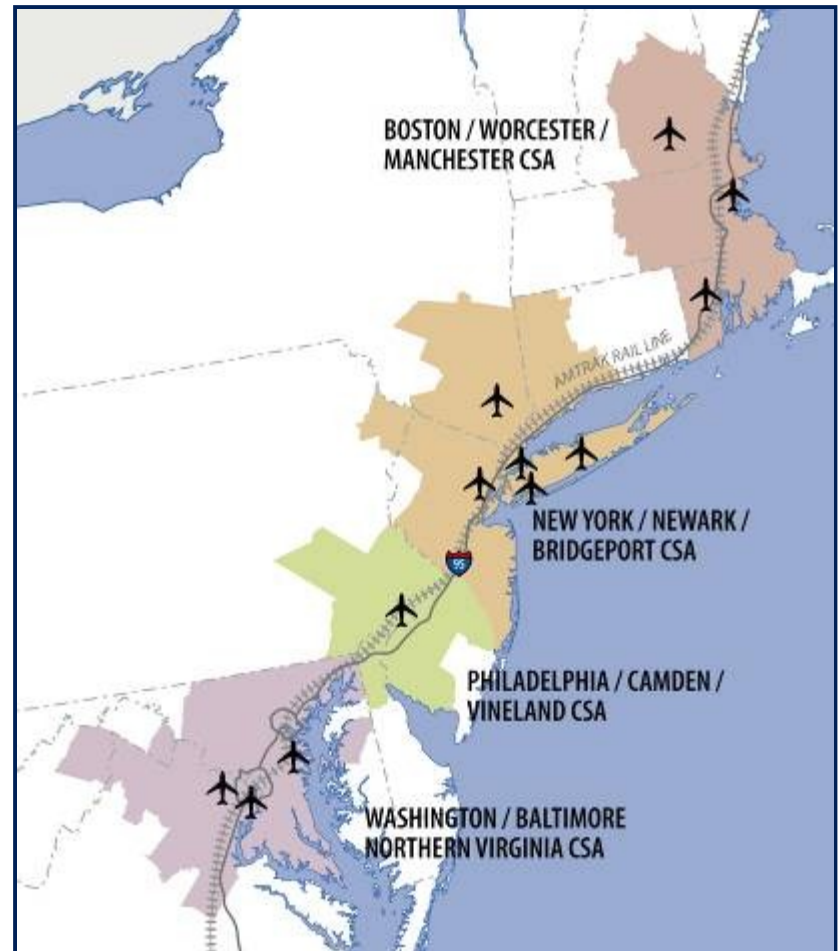 BOSTON / WORCESTER /
MANCHESTER CSA
AMTRAK RAIL LINE
NEW YORK / NEWARK /
BRIDGEPORT CSA
95
PHILADELPHIA / CAMDEN /
VINELAND CSA
WASHINGTON / BALTIMORE
NORTHERN VIRGINIA CSA